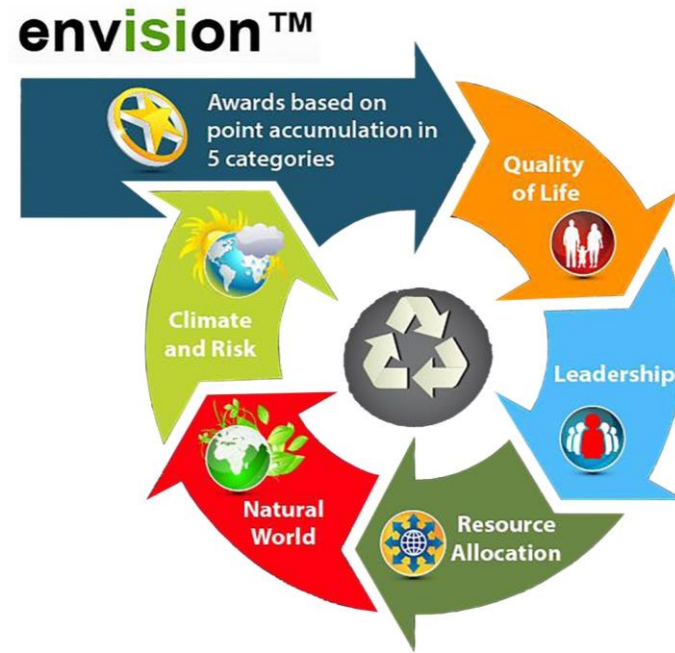 envision™
Awards based on
point accumulation in
5 categories
Quality
of Life
Leadership
Resource
Allocation
Natural
World
Climate
and Risk